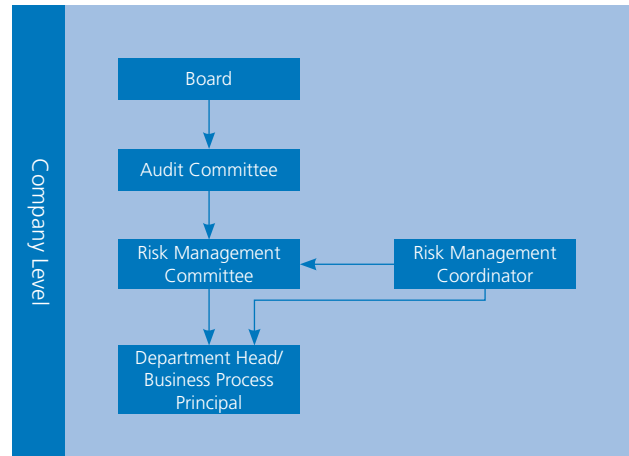 Company Level
Board
Audit Committee
Risk Management
Committee
Risk Management
Coordinator
Department Head/
Business Process
Principal